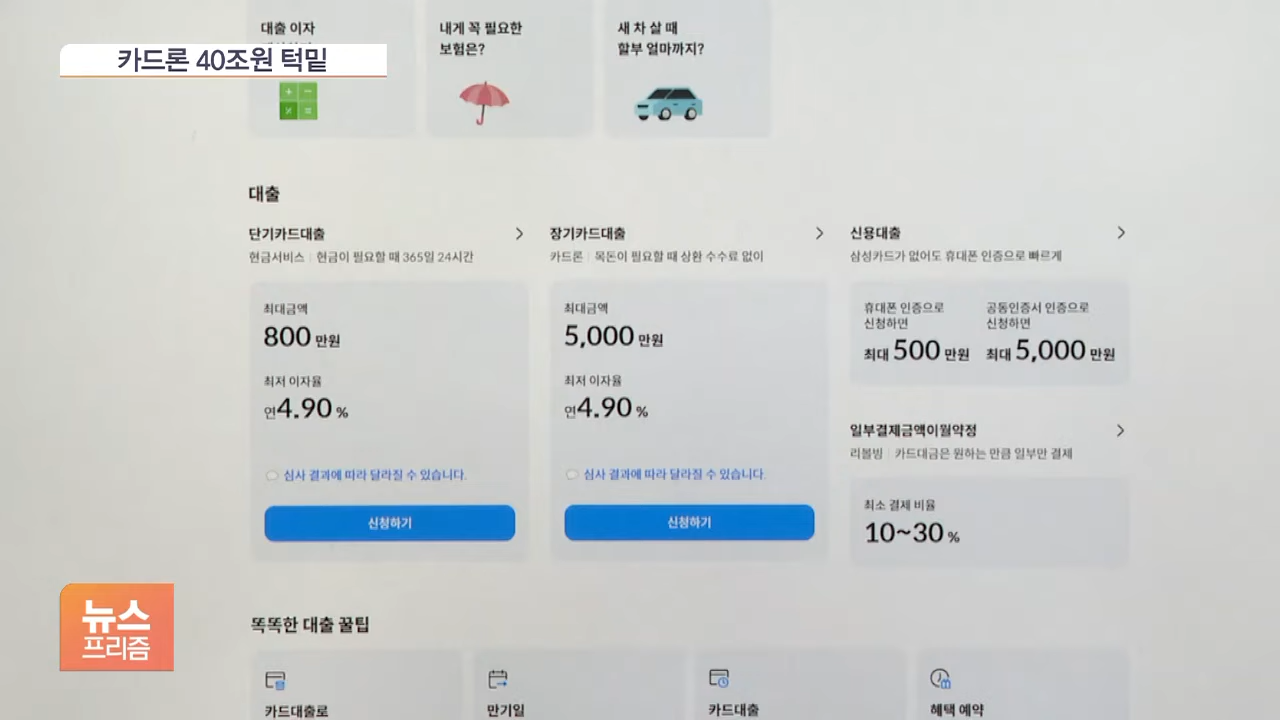 대출 이자
내게 꼭 필요한
보험은?
새 차 살 때
할부 얼마까지?
카드론 40조원 턱밑
대출
단기카드대출
현금서비스 | 현금이 필요할 때 365일 24시간
최대금액
800 만원
최저 이자율
연4.90 %
심사 결과에 따라 달라질 수 있습니다.
신청하기
장기카드대출
카드론 | 목돈이 필요할 때 상환 수수료 없이
최대금액
5,000 만원
최저 이자율
연4.90 %
심사 결과에 따라 달라질 수 있습니다.
신청하기
신용대출
삼성카드가 없어도 휴대폰 인증으로 빠르게
휴대폰 인증으로
신청하면
최대 500 만원
공동인증서 인증으로
신청하면
최대 5,000 만원
일부결제금액이월약정
리볼빙 | 카드대금은 원하는 만큼 일부만 결제
최소 결제 비율
10~30 %
뉴스
프리즘
똑똑한 대출 꿀팁
카드대출로
만기일
카드대출
혜택 예약